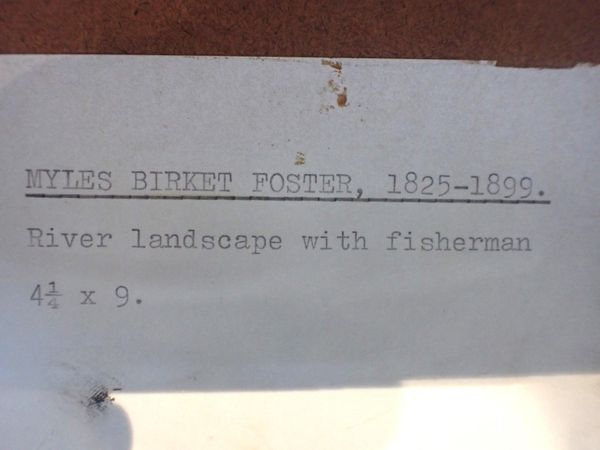 MYLES BIRKET FOSTER, 1825-1899.
River landscape with fisherman
4¼ x 9.